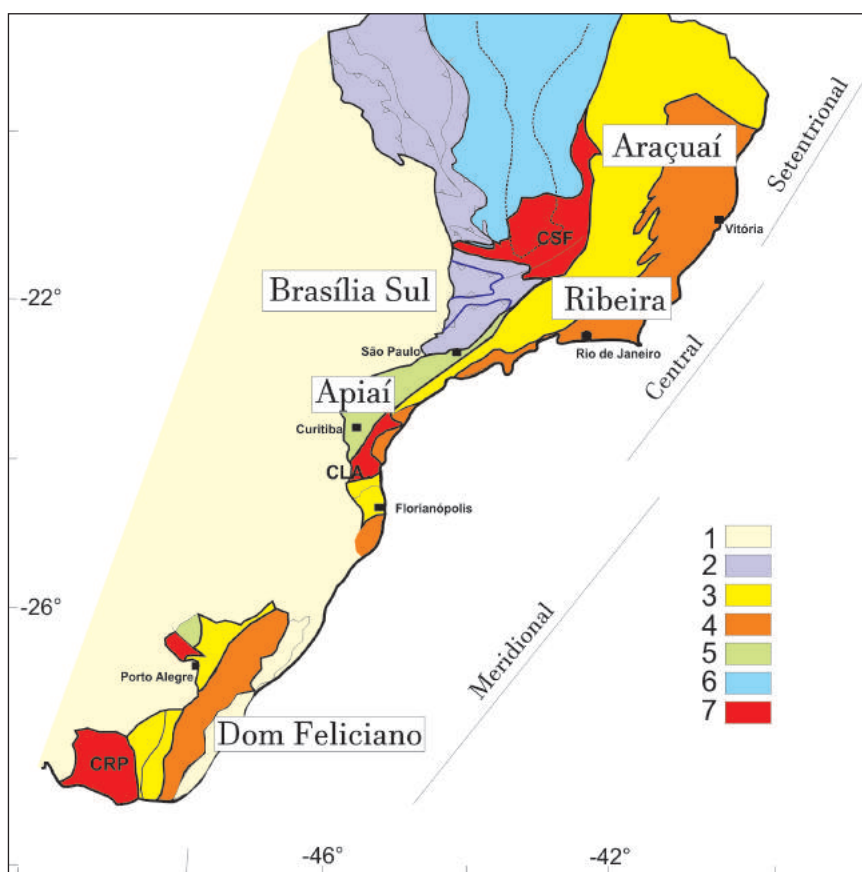 Araçuaí
Setentrional
Vitória
CSF
-22°
Brasília Sul
Ribeira
São Paulo
Rio de Janeiro
Central
Apiaí
Curitiba
CLA
Florianópolis
1
2
3
4
5
6
7
-26°
Meridional
Porto Alegre
Dom Feliciano
CRP
-46°
-42°